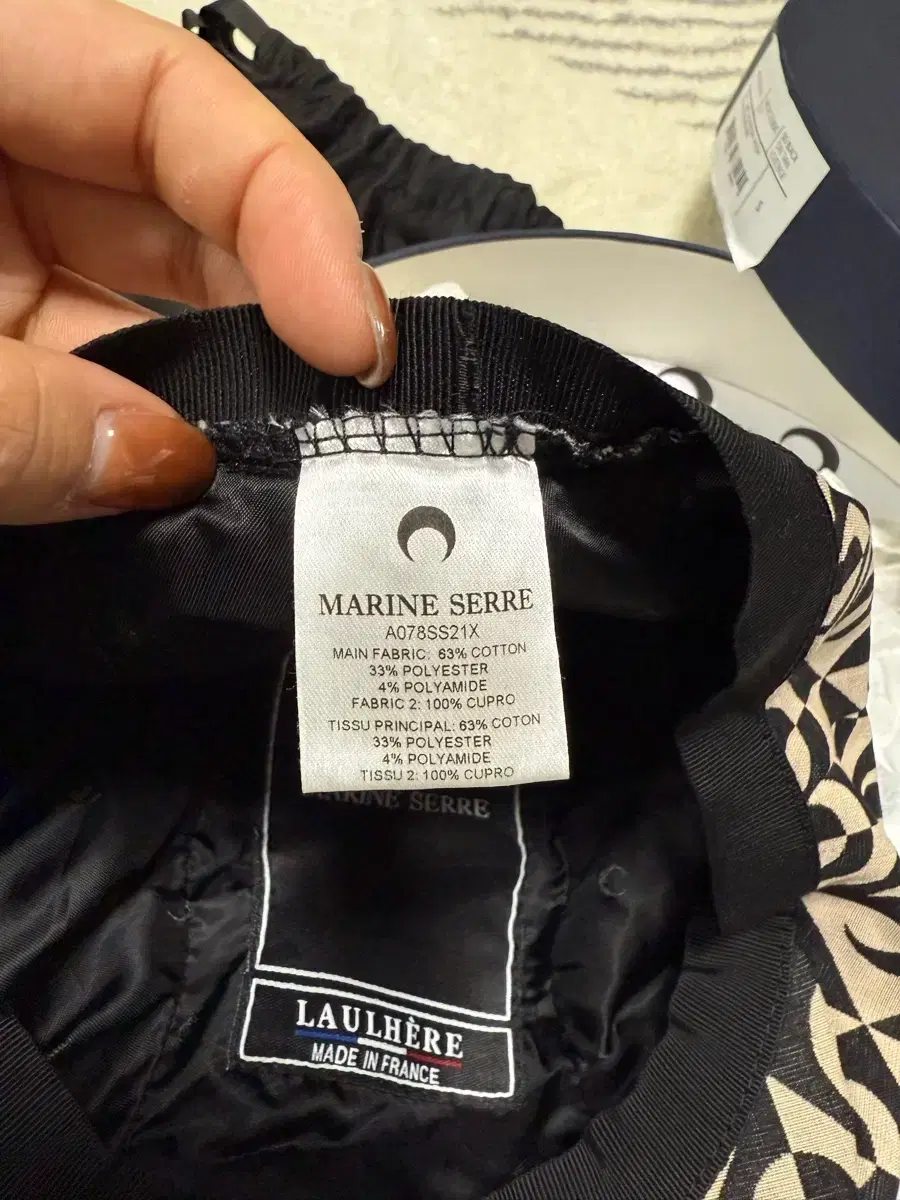 MARINE SERRE
A078SS21X
MAIN FABRIC: 63% COTTON
33% POLYESTER
4% POLYAMIDE
FABRIC 2: 100% CUPRO
TISSU PRINCIPAL: 63% COTON
33% POLYESTER
4% POLYAMIDE
TISSU 2: 100% CUPRO
MARINE SERRE
LAULHÈRE
MADE IN FRANCE